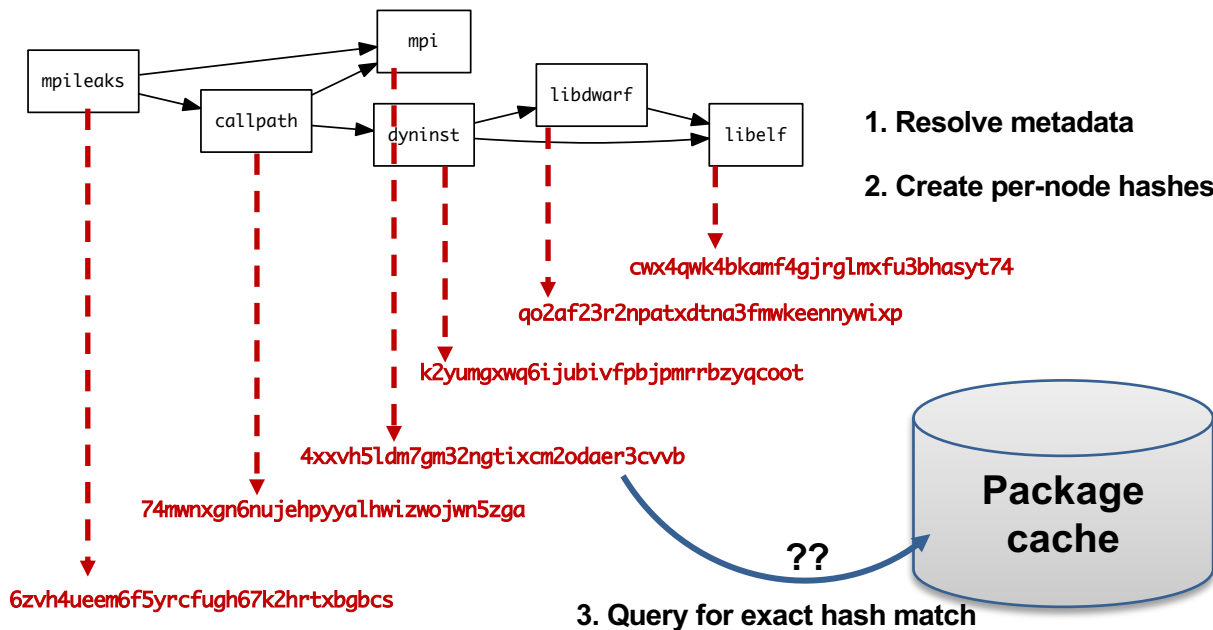 mpileaks
mpi
callpath
dyninst
libdwarf
libelf
1. Resolve metadata
2. Create per-node hashes
cwx4qwk4bkamf4gjrglmxfu3bhasyt74
qo2af23r2npatxdtna3fmwkeennywixp
k2yumgxwq6ijubivfpbjpmrrbzyqcoot
4xxvh5ldm7gm32ngtixcm2odaer3cvvb
74mwnxgn6nujehpyyalhwizwojwn5zga
6zvh4ueem6f5yrcfugh67k2hrtxbgbcs
??
3. Query for exact hash match
Package
cache